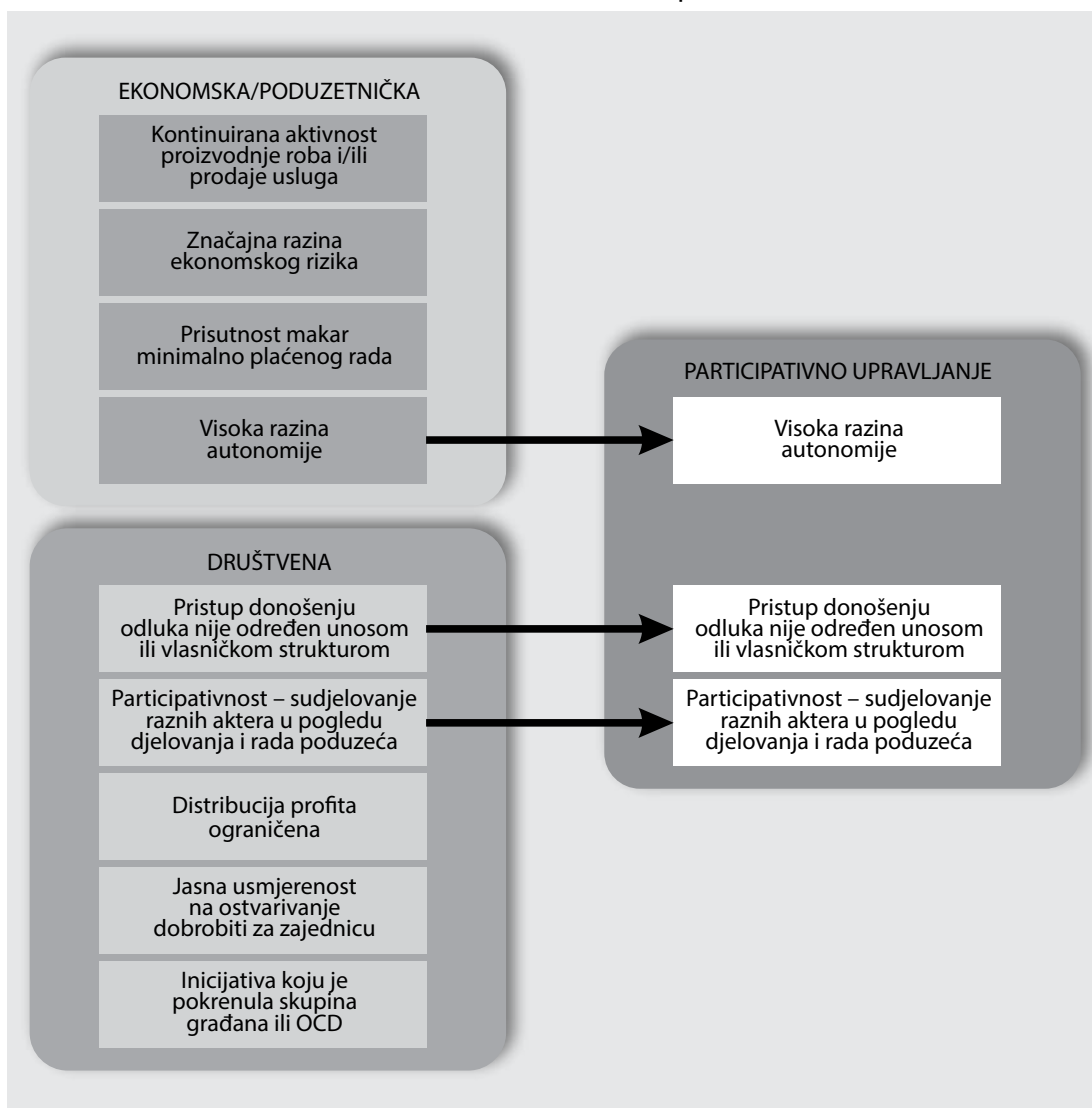 EKONOMSKA/PODUZETNIČKA
Kontinuirana aktivnost
proizvodnje roba i/ili
prodaje usluga
Značajna razina
ekonomskog rizika
Prisutnost makar
minimalno plaćenog rada
Visoka razina
autonomije
DRUŠTVENA
Pristup donošenju
odluka nije određen unosom
ili vlasničkom strukturom
Participativnost – sudjelovanje
raznih aktera u pogledu
djelovanja i rada poduzeća
Distribucija profita
ograničena
Jasna usmjerenost
na ostvarivanje
dobrobiti za zajednicu
Inicijativa koju je
pokrenula skupina
građana ili OCD
PARTICIPATIVNO UPRAVLJANJE
Visoka razina
autonomije
Pristup donošenju
odluka nije određen unosom
ili vlasničkom strukturom
Participativnost – sudjelovanje
raznih aktera u pogledu
djelovanja i rada poduzeća